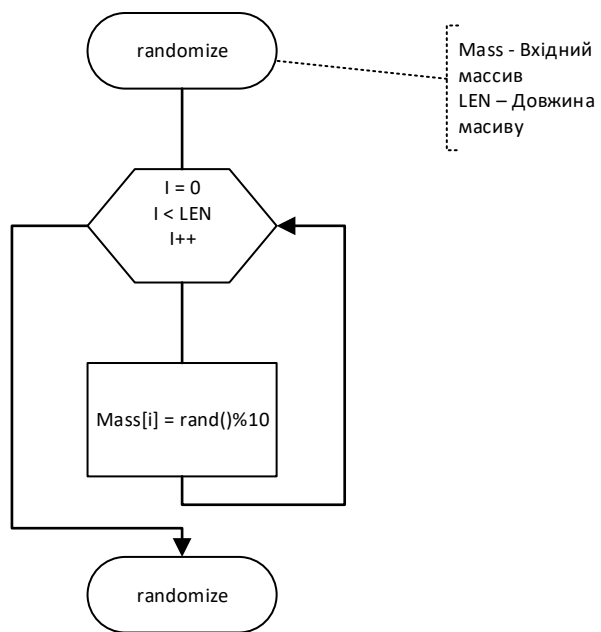 randomize
Mass - Вхідний
массив
LEN – Довжина
масиву
I = 0
I < LEN
I++
Mass[i] = rand()%10
randomize